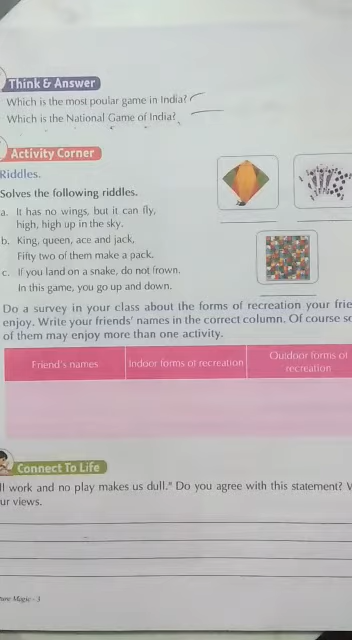 Think & Answer
Which is the most poular game in India?
Which is the National Game of India?
Activity Corner
Riddles.
Solves the following riddles.
a. It has no wings, but it can fly,
high, high up in the sky.
b. King, queen, ace and jack,
Fifty two of them make a pack.
c. If you land on a snake, do not frown.
In this game, you go up and down.
Do a survey in your class about the forms of recreation your frie
enjoy. Write your friends' names in the correct column. Of course so
of them may enjoy more than one activity.
Friend's names Indoor forms of recreation Outdoor forms of
recreation
Connect To Life
ll work and no play makes us dull." Do you agree with this statement?
ur views.
Magic - 3